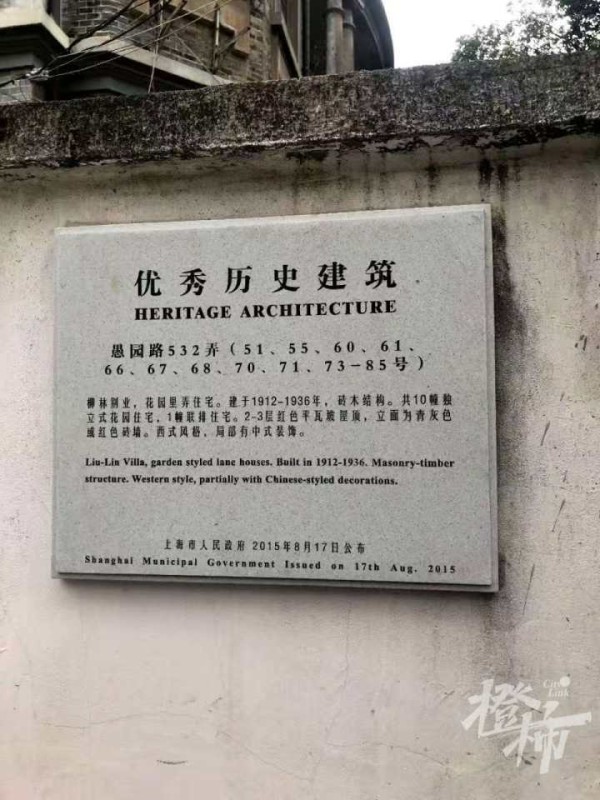 优秀历史建筑
HERITAGE ARCHITECTURE
愚园路532弄（51、55、60、61、
66、67、68、70、71、73-85号）
柳林别业，花园里弄住宅。建于1912-1936年，砖木结构。共10幢独
立式花园住宅，1幢联排住宅。2-3层红色平瓦坡屋顶，立面为青灰色
或红色砖墙。西式风格，局部有中式装饰。
Liu-Lin Villa, garden styled lane houses. Built in 1912-1936. Masonry-timber
structure. Western style, partially with Chinese-styled decorations.
上海市人民政府 2015年8月17日公布
Shanghai Municipal Government Issued on 17th Aug. 2015
City
Link
橙柿